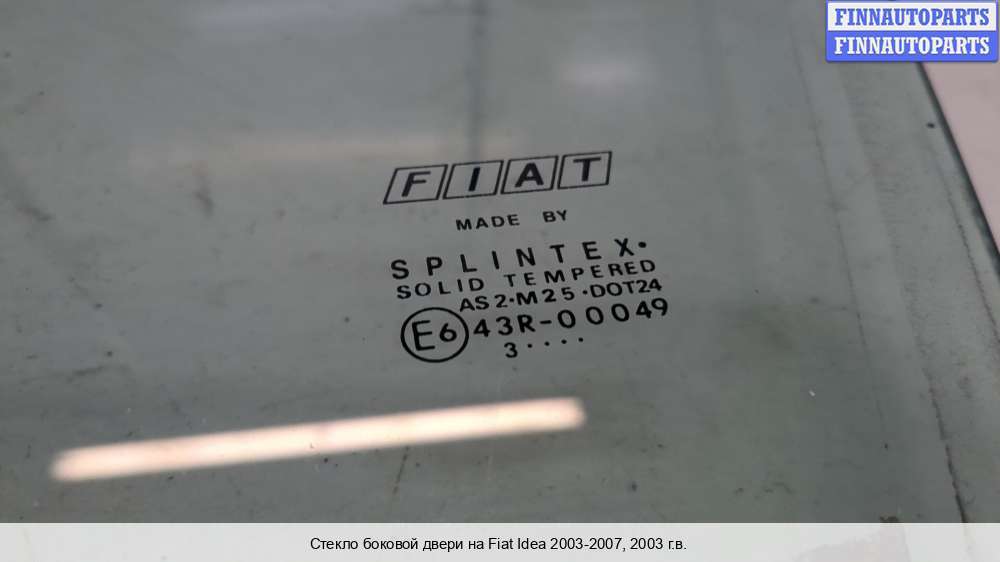 FINNAUTOPARTS
FINNAUTOPARTS
FIAT
MADE BY
SPLINTEX·
SOLID TEMPERED
AS2·M25·DOT24
E6 43R-00049
3····
Стекло боковой двери на Fiat Idea 2003-2007, 2003 г.в.